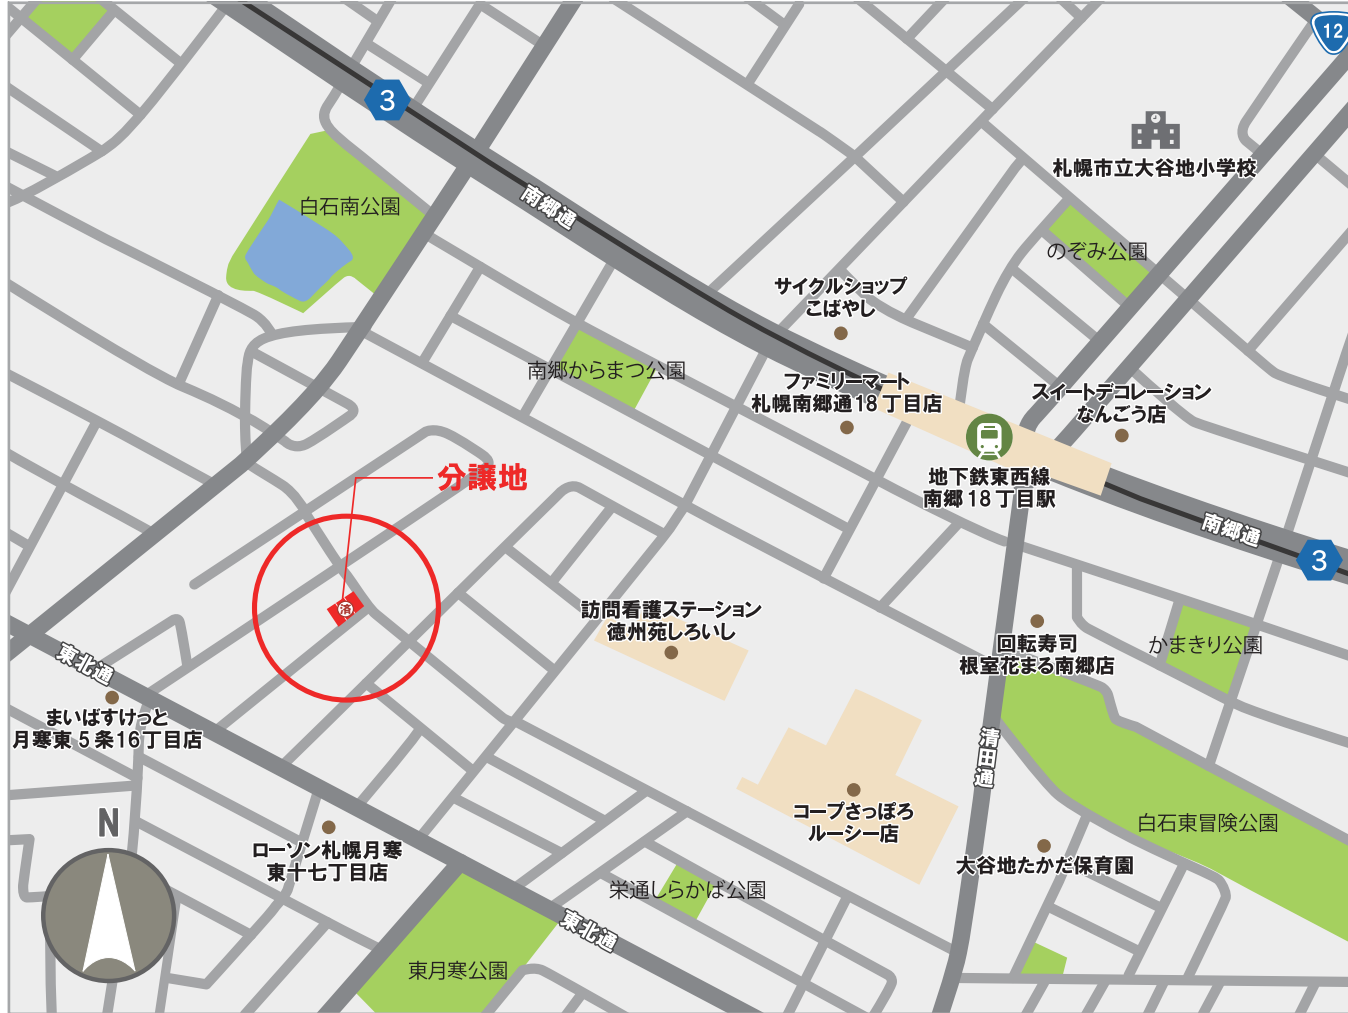 12
3
札幌市立大谷地小学校
白石南公園
南郷通
のぞみ公園
サイクルショップ
こばやし
南郷からまつ公園
ファミリーマート
札幌南郷通18丁目店
スイートデコレーション
なんごう店
地下鉄東西線
南郷18丁目駅
分譲地
南郷通
3
済
訪問看護ステーション
徳州苑しろいし
回転寿司
根室花まる南郷店
かまきり公園
東北通
まいばすけっと
月寒東5条16丁目店
清田通
コープさっぽろ
ルーシー店
白石東冒険公園
N
ローソン札幌月寒
東十七丁目店
大谷地たかだ保育園
栄通しらかば公園
東北通
東月寒公園